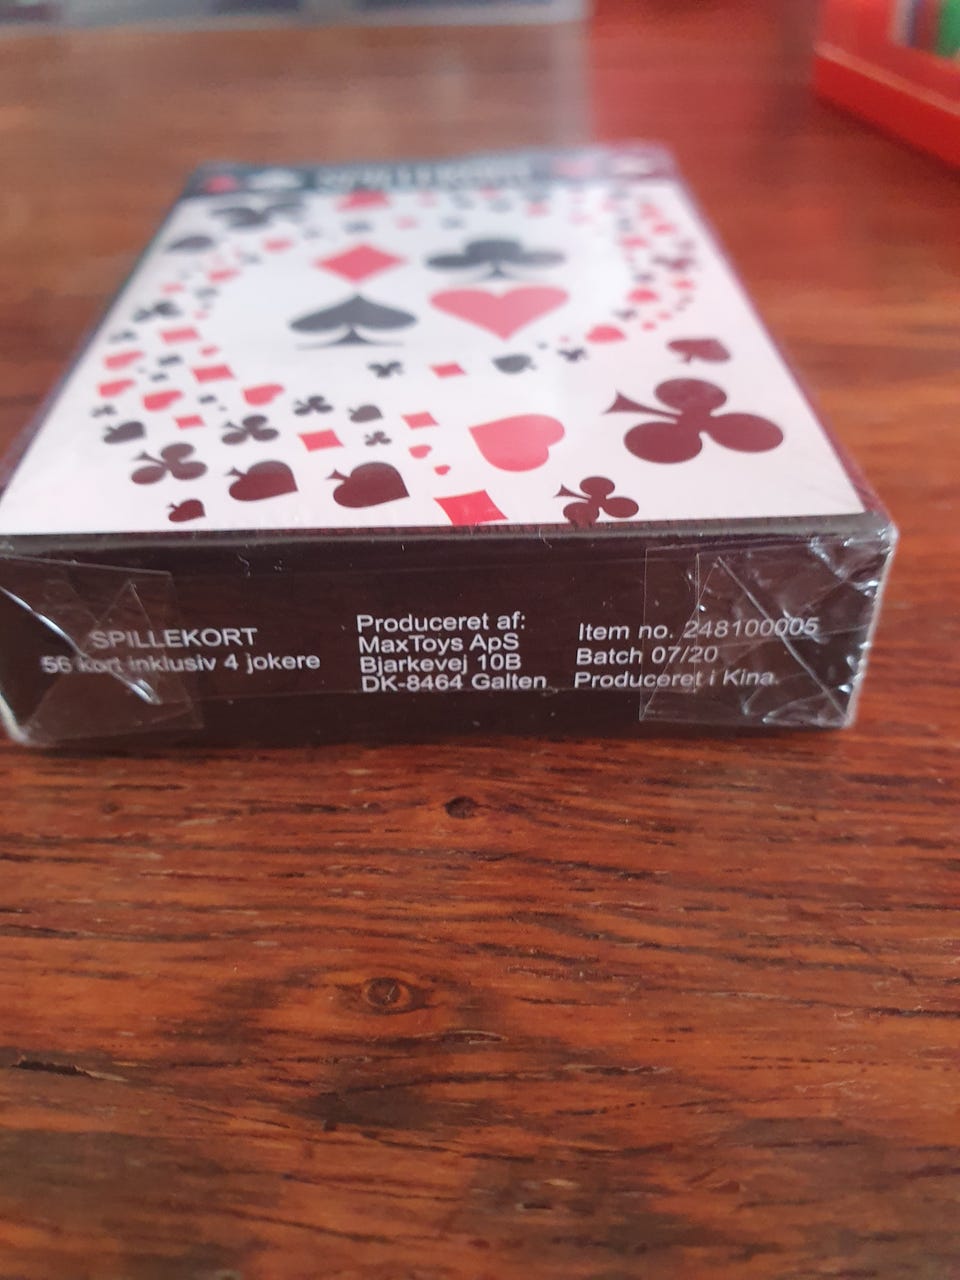 SPILLEKORT
SPILLEKORT
56 kort inklusiv 4 jokere
Produceret af:
MaxToys ApS
Bjarkevej 10B
DK-8464 Galten
Item no. 248100005
Batch 07/20
Produceret i Kina.